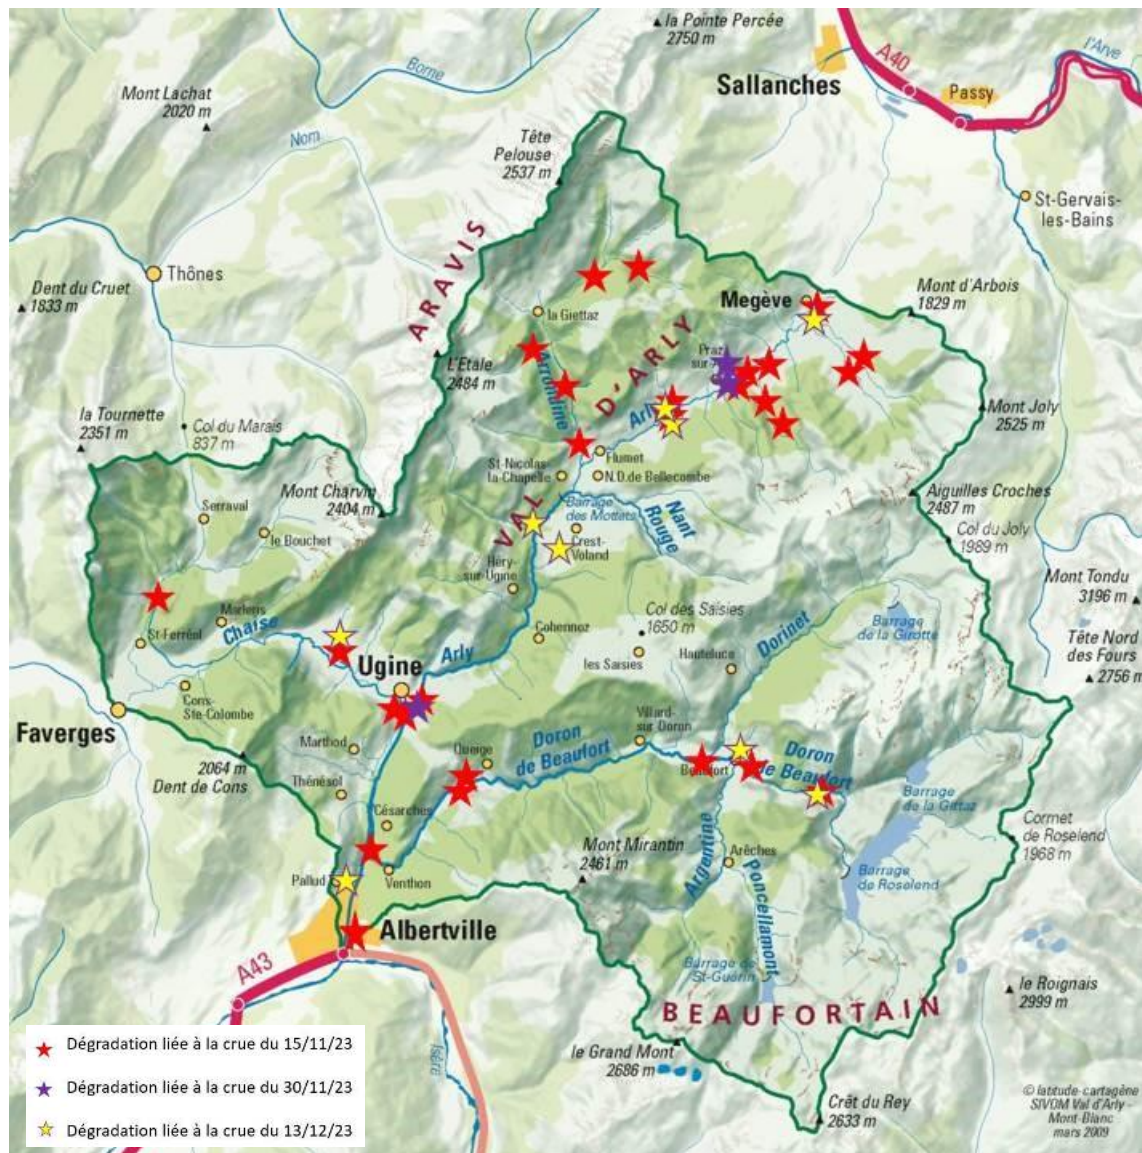 la Pointe Percée
2750 m
A40
l'Arve
Borne
Sallanches
Passy
Mont Lachat
2020 m
Nom
Tête
Pelouse
2537 m
St-Gervais-
les-Bains
ARAVIS
Thônes
Dent du Cruet
1833 m
Megève
Mont d'Arbois
1829 m
la Giettaz
L'Etale
2484 m
Arrondine
VAL D'ARLY
Praz
sur
Arly
la Tournette
2351 m
Col du Marais
837 m
Mont Joly
2525 m
Flumet
St-Nicolas-
la-Chapelle
N.D.de Bellecombe
Mont Charvin
2404 m
Aiguilles Croches
2487 m
Serraval
le Bouchet
Barrage
des Mottets
Nant
Rouge
Crest-
Voland
Col du Joly
1989 m
Héry-
sur-Ugine
Mont Tondu
3196 m
Marlens
St-Ferréol
Chaise
Cohennoz
Col des Saisies
1650 m
Dorinet
Barrage
de la Girotte
Tête Nord
des Fours
2756 m
Ugine
Arly
les Saisies
Hauteluce
Cons-
Ste-Colombe
Faverges
Villard-
sur Doron
Marthod
2064 m
Dent de Cons
Queige
Doron
de Beaufort
Beaufort
Doron
de Beaufort
Thénésol
Barrage
de la Gittaz
Césarches
Cormet
de Roselend
1968 m
Mont Mirantin
2461 m
Argentine
Arêches
Poncellamont
Barrage
de Roselend
Pallud
Venthon
Albertville
A43
Barrage de
St-Guérin
BEAUFORTAIN
le Roignais
2999 m
Isère
le Grand Mont
2686 m
Crêt du Rey
2633 m
© latitude-cartagène
SIVOM Val d'Arly -
Mont-Blanc
mars 2009
Dégradation liée à la crue du 15/11/23
Dégradation liée à la crue du 30/11/23
Dégradation liée à la crue du 13/12/23